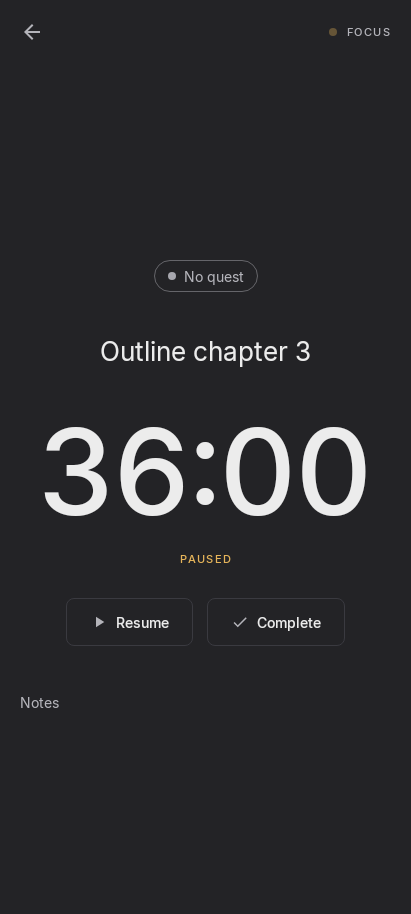 FOCUS
No quest
Outline chapter 3
36:00
PAUSED
Resume
Complete
Notes